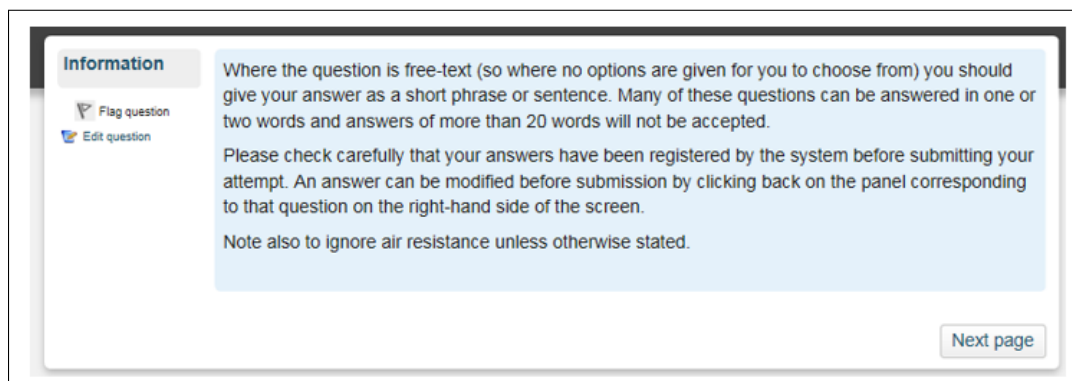 Information
Flag question
Edit question
Where the question is free-text (so where no options are given for you to choose from) you should
give your answer as a short phrase or sentence. Many of these questions can be answered in one or
two words and answers of more than 20 words will not be accepted.
Please check carefully that your answers have been registered by the system before submitting your
attempt. An answer can be modified before submission by clicking back on the panel corresponding
to that question on the right-hand side of the screen.
Note also to ignore air resistance unless otherwise stated.
Next page